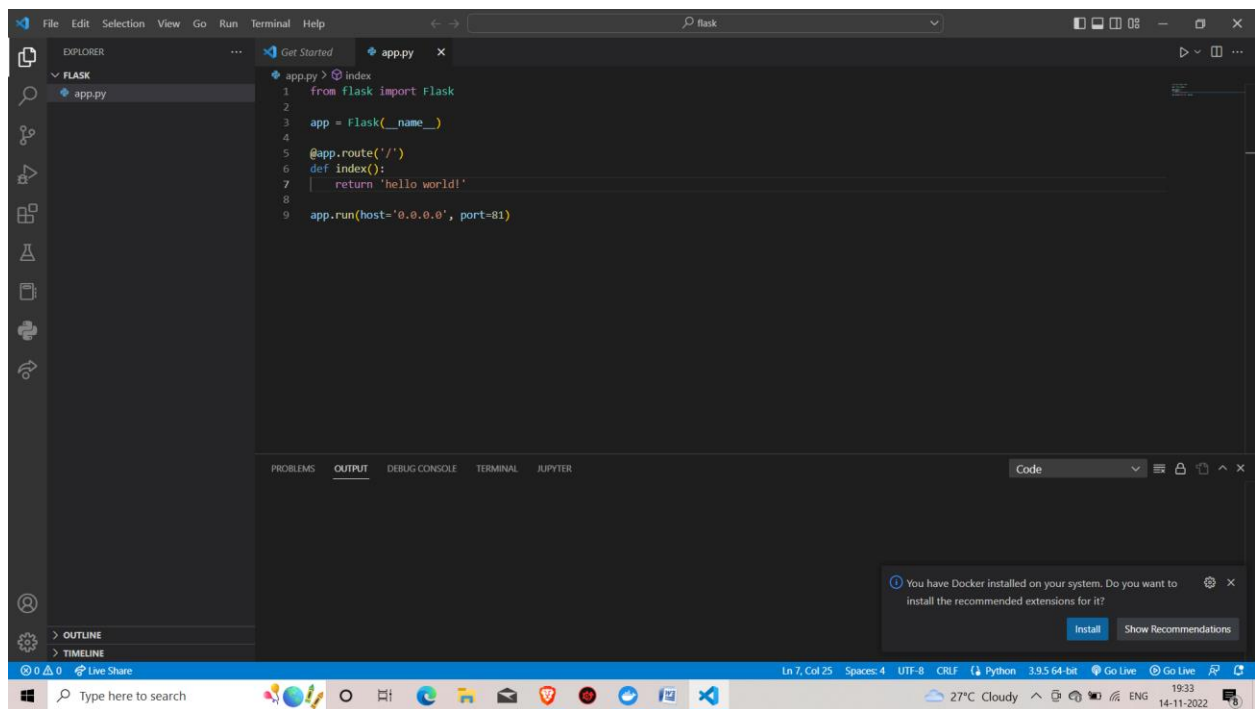 File Edit Selection View Go Run Terminal Help
flask
EXPLORER
Get Started
app.py
FLASK
app.py
app.py > index
1 from flask import Flask
2
3 app = Flask(__name__)
4
5 @app.route('/')
6 def index():
7 return 'hello world!'
8
9 app.run(host='0.0.0.0', port=81)
PROBLEMS OUTPUT DEBUG CONSOLE TERMINAL JUPYTER
Code
You have Docker installed on your system. Do you want to
install the recommended extensions for it?
Install Show Recommendations
OUTLINE
TIMELINE
0 0 Live Share
Ln 7, Col 25 Spaces: 4 UTF-8 CRLF Python 3.9.5 64-bit Go Live Go Live
Type here to search
27°C Cloudy ENG
19:33
14-11-2022
8